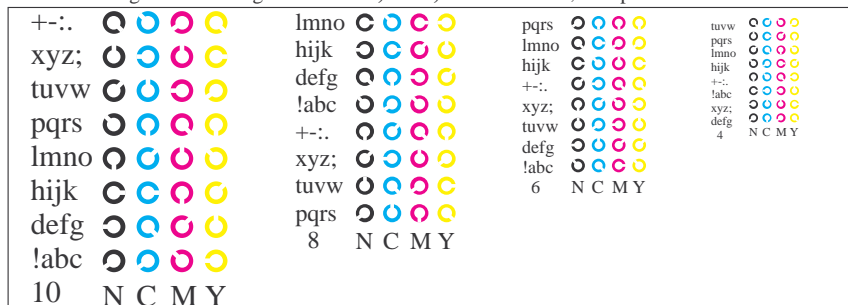 +-:.
xyz;
tuvw
pqrs
lmno
hijk
defg
!abc
10 N C M Y
lmno
hijk
defg
!abc
+-:.
xyz;
tuvw
pqrs
8 N C M Y
pqrs
lmno
hijk
+-:.
xyz;
tuvw
defg
!abc
6 N C M Y
tuvw
pqrs
lmno
hijk
+-:.
!abc
xyz;
defg
4 N C M Y